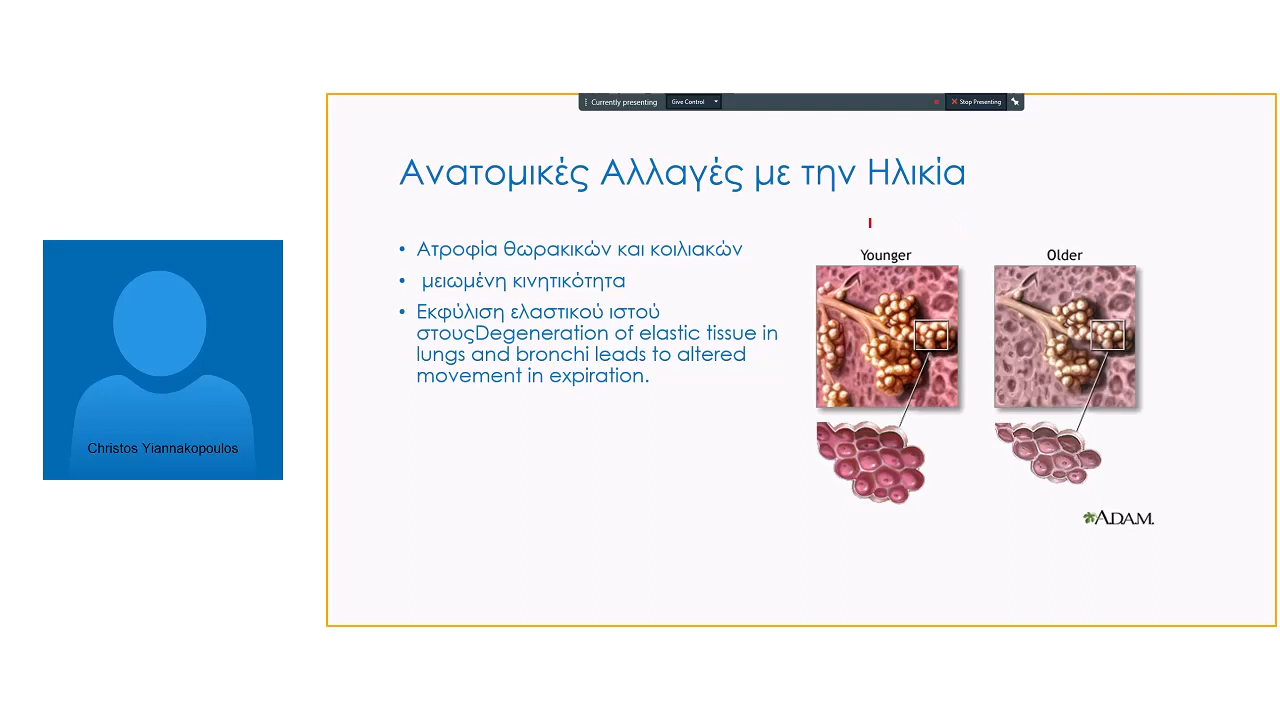 Currently presenting
Give Control
Stop Presenting
Ανατομικές Αλλαγές με την Ηλικία
• Ατροφία θωρακικών και κοιλιακών
• μειωμένη κινητικότητα
• Εκφύλιση ελαστικού ιστού
στουςDegeneration of elastic tissue in
lungs and bronchi leads to altered
movement in expiration.
Younger
Older
A.D.A.M.
Christos Yiannakopoulos